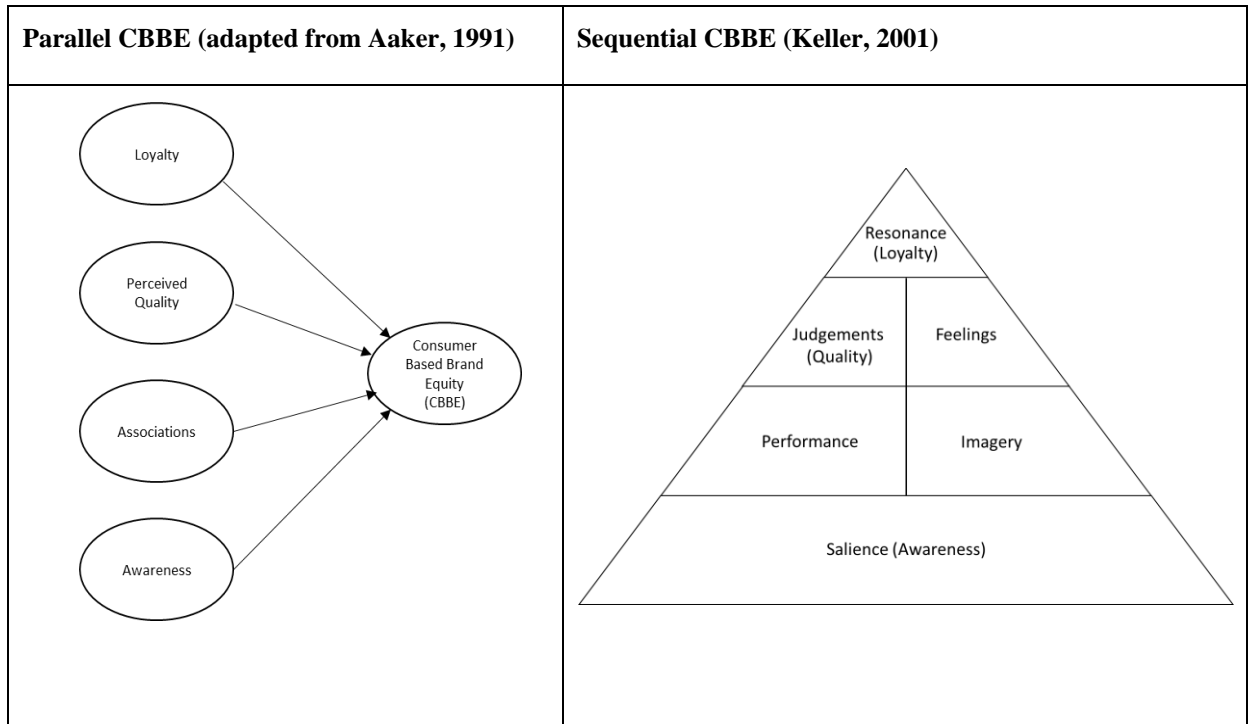 Parallel CBBE (adapted from Aaker, 1991)
Sequential CBBE (Keller, 2001)
Loyalty
Perceived
Quality
Associations
Awareness
Consumer
Based Brand
Equity
(CBBE)
Resonance
(Loyalty)
Judgements
(Quality)
Feelings
Performance
Imagery
Salience (Awareness)